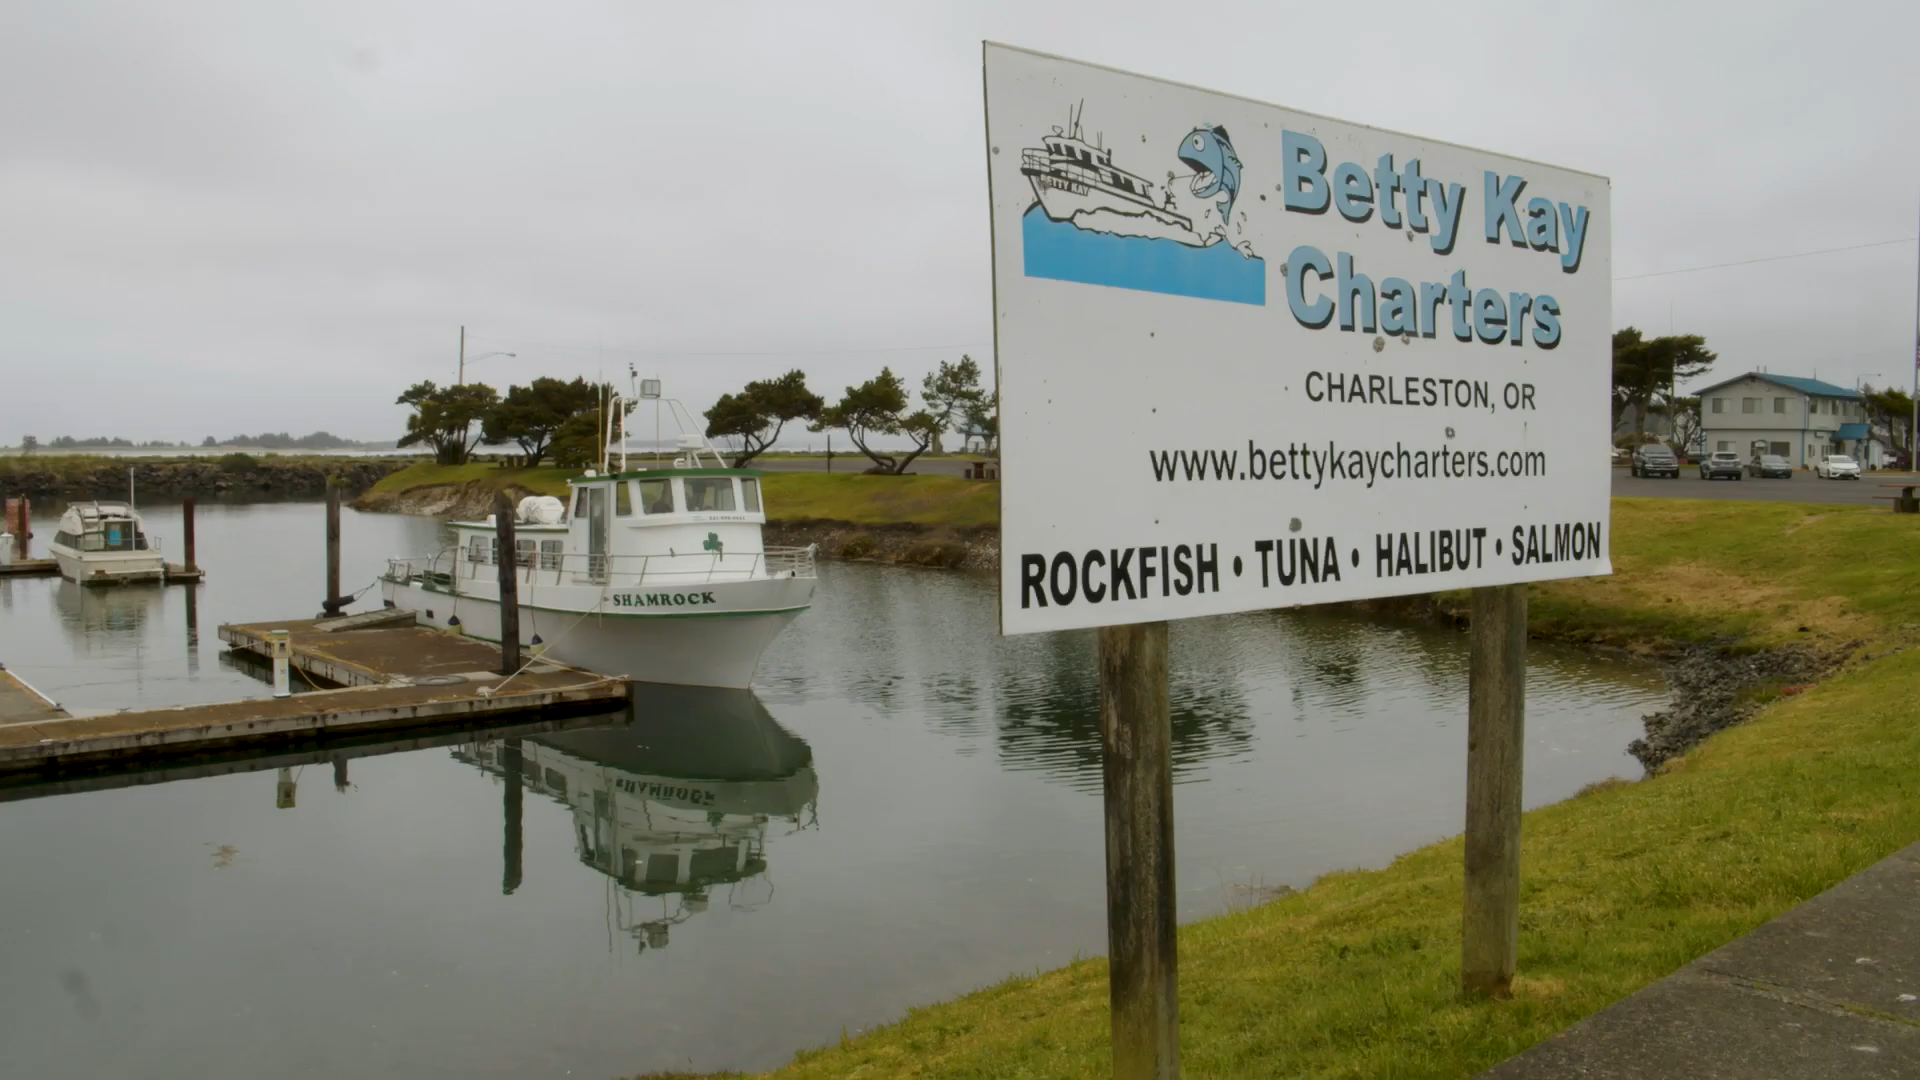 BETTY KAY
Betty Kay
Charters
CHARLESTON, OR
www.bettykaycharters.com
ROCKFISH • TUNA • HALIBUT • SALMON
SHAMROCK